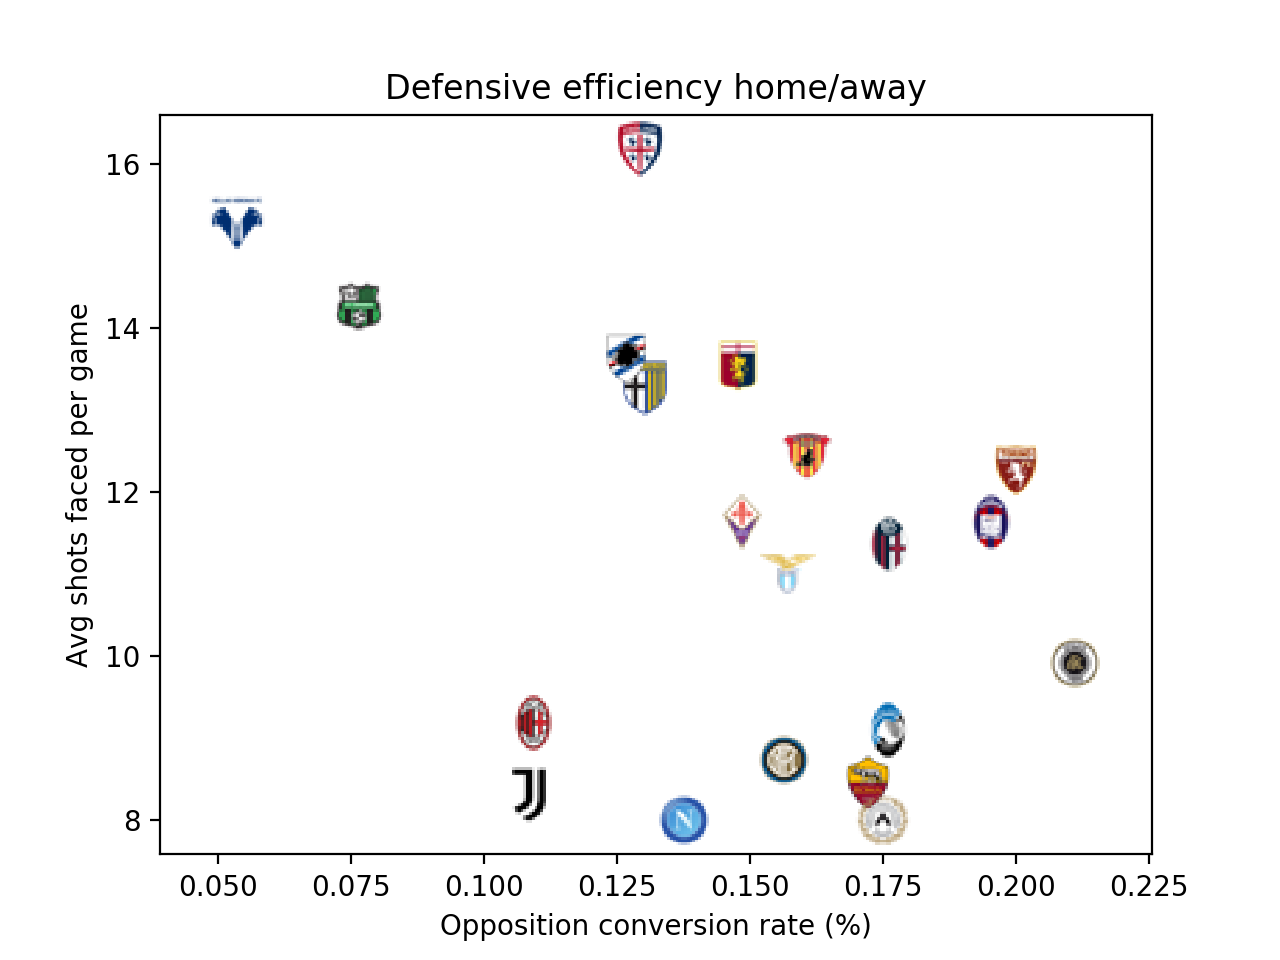 Defensive efficiency home/away
Avg shots faced per game
16
14
12
10
8
0.050 0.075 0.100 0.125 0.150 0.175 0.200 0.225
Opposition conversion rate (%)